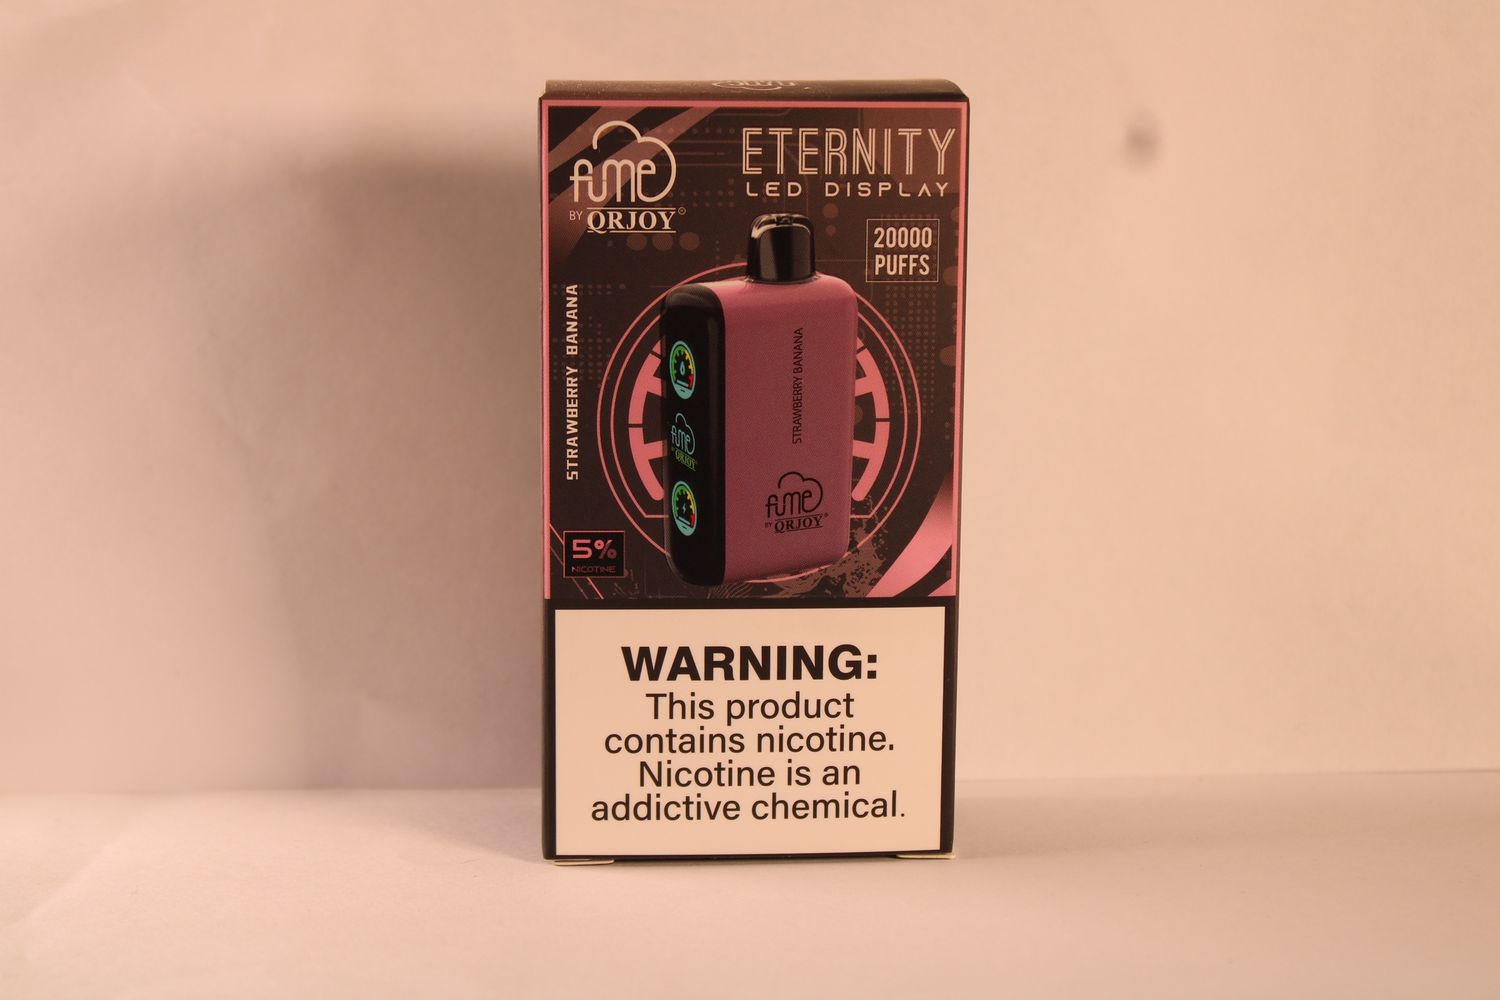 fume
BY QRJOY®
ETERNITY
LED DISPLAY
20000
PUFFS
STRAWBERRY BANANA
STRAWBERRY BANANA
fume
BY QRJOY®
fume
BY QRJOY
5%
NICOTINE
WARNING:
This product
contains nicotine.
Nicotine is an
addictive chemical.